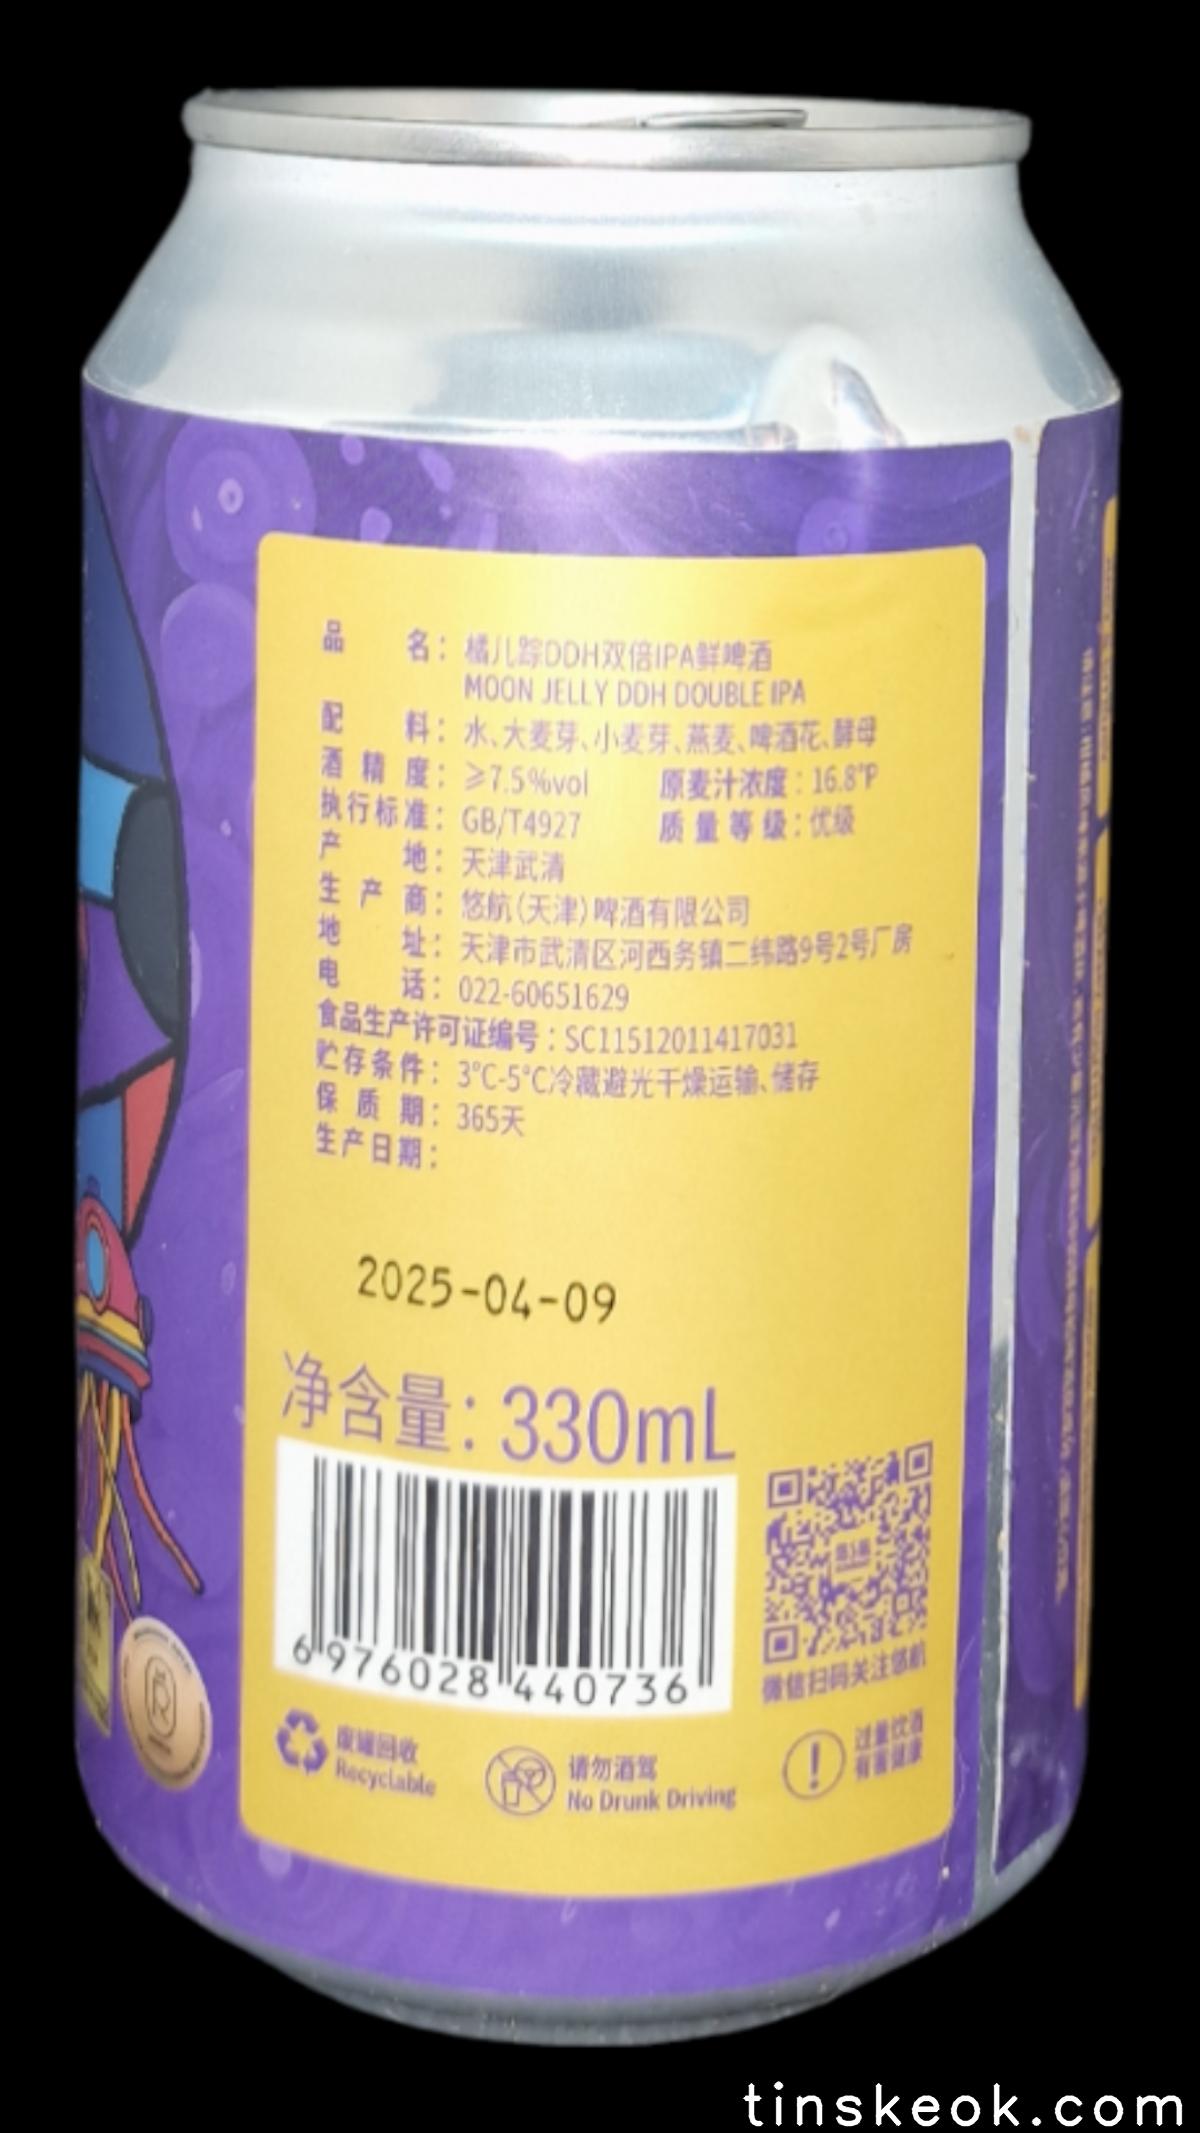 品名：橘儿踪DDH双倍IPA鲜啤酒
MOON JELLY DDH DOUBLE IPA
配料：水、大麦芽、小麦芽、燕麦、啤酒花、酵母
酒精度：≥7.5%vol 原麦汁浓度：16.8°P
执行标准：GB/T4927 质量等级：优级
产地：天津武清
生产商：悠航（天津）啤酒有限公司
地址：天津市武清区河西务镇二纬路9号2号厂房
电话：022-60651629
食品生产许可证编号：SC11512011417031
贮存条件：3°C-5°C冷藏避光干燥运输、储存
保质期：365天
生产日期：
2025-04-09
净含量：330mL
6 976028 440736
微信扫码关注悠航
废罐回收
Recyclable
请勿酒驾
No Drunk Driving
过量饮酒
有害健康
tinskeok.com